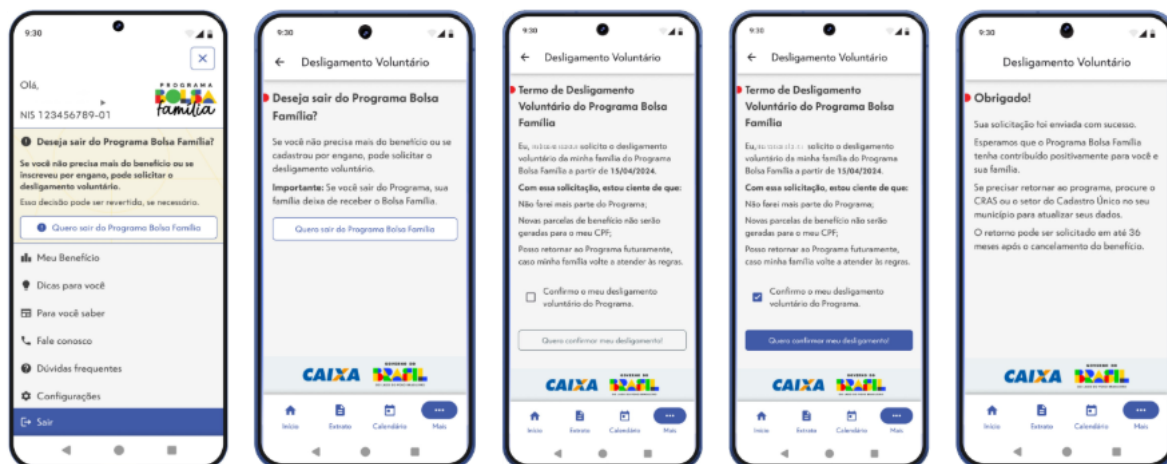 9:30
Olá,
NIS 123456789-01
PROGRAMA
BOLSA
família
Deseja sair do Programa Bolsa Família?
Se você não precisa mais do benefício ou se
inscreveu por engano, pode solicitar o
desligamento voluntário.
Essa decisão pode ser revertida, se necessário.
Quero sair do Programa Bolsa Família
Meu Benefício
Dicas para você
Para você saber
Fale conosco
Dúvidas frequentes
Configurações
Sair
9:30
Desligamento Voluntário
Deseja sair do Programa Bolsa
Família?
Se você não precisa mais do benefício ou se
cadastrou por engano, pode solicitar o
desligamento voluntário.
Importante: Se você sair do Programa, sua
família deixa de receber o Bolsa Família.
Quero sair do Programa Bolsa Família
CAIXA
GOVERNO DO
BRASIL
Início Extrato Calendário Mais
9:30
Desligamento Voluntário
Termo de Desligamento
Voluntário do Programa Bolsa
Família
Eu, solicito o desligamento
voluntário da minha família do Programa
Bolsa Família a partir de 15/04/2024.
Com essa solicitação, estou ciente de que:
Não farei mais parte do Programa;
Novas parcelas de benefício não serão
geradas para o meu CPF;
Posso retornar ao Programa futuramente,
caso minha família volte a atender às regras.
Confirmo o meu desligamento
voluntário do Programa.
Quero confirmar meu desligamento!
CAIXA
GOVERNO DO
BRASIL
Início Extrato Calendário Mais
9:30
Desligamento Voluntário
Termo de Desligamento
Voluntário do Programa Bolsa
Família
Eu, solicito o desligamento
voluntário da minha família do Programa
Bolsa Família a partir de 15/04/2024.
Com essa solicitação, estou ciente de que:
Não farei mais parte do Programa;
Novas parcelas de benefício não serão
geradas para o meu CPF;
Posso retornar ao Programa futuramente,
caso minha família volte a atender às regras.
Confirmo o meu desligamento
voluntário do Programa.
Quero confirmar meu desligamento!
CAIXA
GOVERNO DO
BRASIL
Início Extrato Calendário Mais
9:30
Desligamento Voluntário
Obrigado!
Sua solicitação foi enviada com sucesso.
Esperamos que o Programa Bolsa Família
tenha contribuído positivamente para você e
sua família.
Se precisar retornar ao programa, procure o
CRAS ou o setor do Cadastro Único no seu
município para atualizar seus dados.
O retorno pode ser solicitado em até 36
meses após o cancelamento do benefício.
CAIXA
GOVERNO DO
BRASIL
Início Extrato Calendário Mais